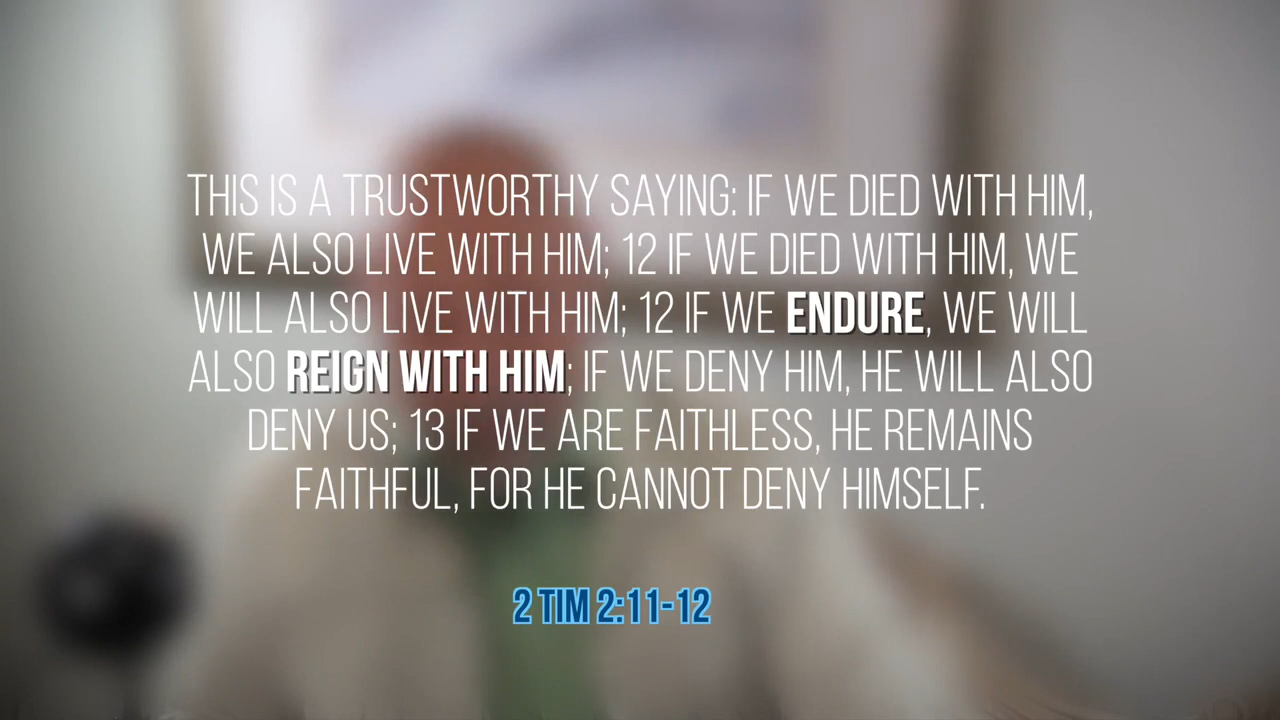 THIS IS A TRUSTWORTHY SAYING: IF WE DIED WITH HIM,
WE ALSO LIVE WITH HIM; 12 IF WE DIED WITH HIM, WE
WILL ALSO LIVE WITH HIM; 12 IF WE ENDURE, WE WILL
ALSO REIGN WITH HIM; IF WE DENY HIM, HE WILL ALSO
DENY US; 13 IF WE ARE FAITHLESS, HE REMAINS
FAITHFUL, FOR HE CANNOT DENY HIMSELF.
2 TIM 2:11-12